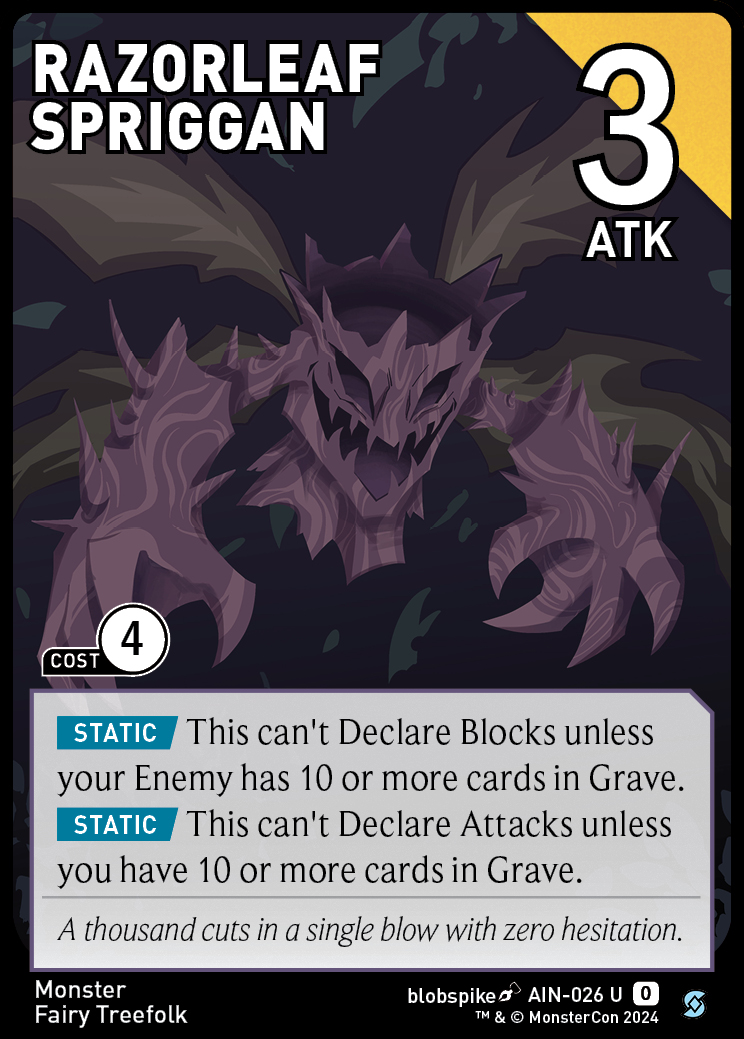 RAZORLEAF
SPRIGGAN
3
ATK
COST 4
STATIC This can't Declare Blocks unless
your Enemy has 10 or more cards in Grave.
STATIC This can't Declare Attacks unless
you have 10 or more cards in Grave.
A thousand cuts in a single blow with zero hesitation.
Monster
Fairy Treefolk
blobspike AIN-026 U 0
™ & © MonsterCon 2024